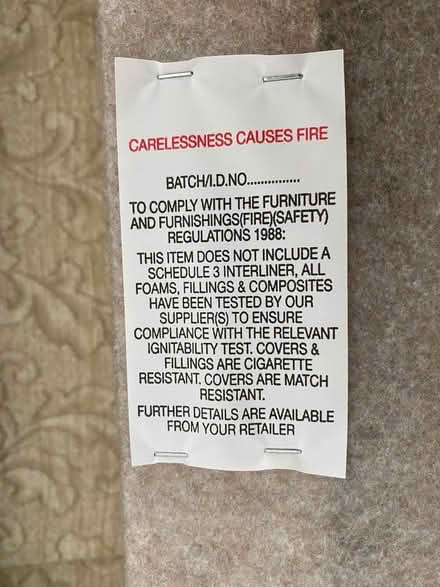 CARELESSNESS CAUSES FIRE
BATCH/I.D.NO...............
TO COMPLY WITH THE FURNITURE
AND FURNISHINGS(FIRE)(SAFETY)
REGULATIONS 1988:
THIS ITEM DOES NOT INCLUDE A
SCHEDULE 3 INTERLINER, ALL
FOAMS, FILLINGS & COMPOSITES
HAVE BEEN TESTED BY OUR
SUPPLIER(S) TO ENSURE
COMPLIANCE WITH THE RELEVANT
IGNITABILITY TEST. COVERS &
FILLINGS ARE CIGARETTE
RESISTANT. COVERS ARE MATCH
RESISTANT.
FURTHER DETAILS ARE AVAILABLE
FROM YOUR RETAILER